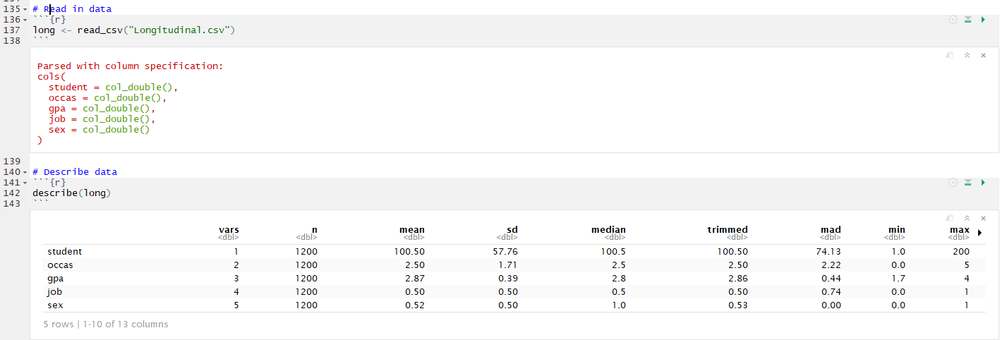 135 # Read in data
136 ```{r}
137 long <- read_csv("Longitudinal.csv")
138 ```
Parsed with column specification:
cols(
  student = col_double(),
  occas = col_double(),
  gpa = col_double(),
  job = col_double(),
  sex = col_double()
)
139
140 # Describe data
141 ```{r}
142 describe(long)
143 ```
vars n mean sd median trimmed mad min max
<dbl> <dbl> <dbl> <dbl> <dbl> <dbl> <dbl> <dbl> <dbl>
student 1 1200 100.50 57.76 100.5 100.50 74.13 1.0 200
occas 2 1200 2.50 1.71 2.5 2.50 2.22 0.0 5
gpa 3 1200 2.87 0.39 2.8 2.86 0.44 1.7 4
job 4 1200 0.50 0.50 0.5 0.50 0.74 0.0 1
sex 5 1200 0.52 0.50 1.0 0.53 0.00 0.0 1
5 rows | 1-10 of 13 columns